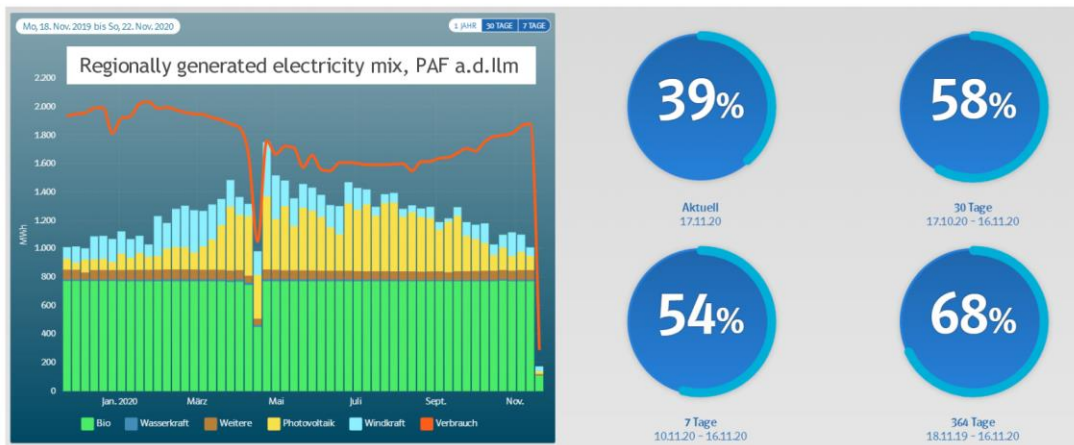 Mo, 18. Nov. 2019 bis So, 22. Nov. 2020
1 JAHR 30 TAGE 7 TAGE
Regionally generated electricity mix, PAF a.d.Ilm
2.200
2.000
1.800
1.600
1.400
1.200
1.000
800
600
400
200
0
MWh
Jan. 2020 März Mai Juli Sept. Nov.
Bio Wasserkraft Weitere Photovoltaik Windkraft Verbrauch
39%
Aktuell
17.11.20
58%
30 Tage
17.10.20 - 16.11.20
54%
7 Tage
10.11.20 - 16.11.20
68%
364 Tage
18.11.19 - 16.11.20